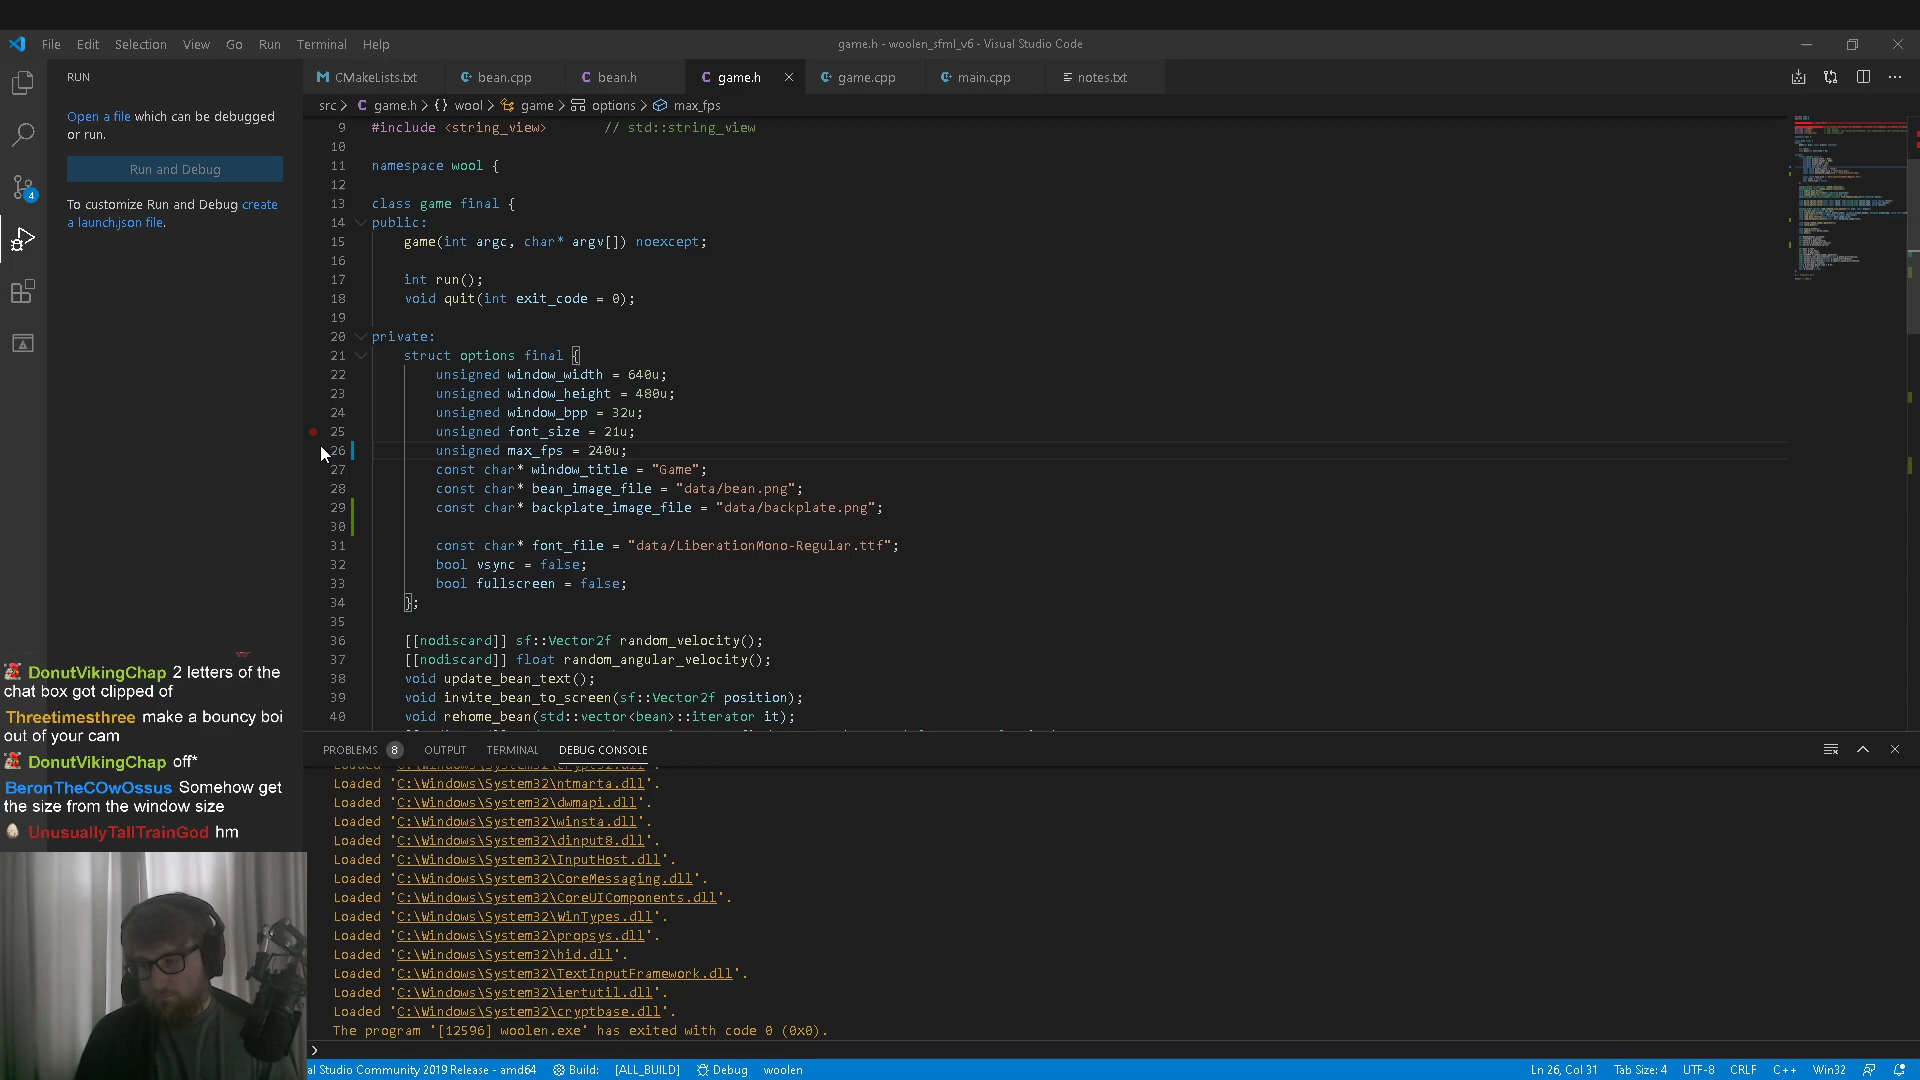 File Edit Selection View Go Run Terminal Help
game.h - woolen_sfml_v6 - Visual Studio Code
RUN
CMakeLists.txt bean.cpp bean.h game.h game.cpp main.cpp notes.txt
src > game.h > {} wool > game > options > max_fps
Open a file which can be debugged
or run.
Run and Debug
To customize Run and Debug create
a launch.json file.
4
9 #include <string_view> // std::string_view
10
11 namespace wool {
12
13 class game final {
14 public:
15 game(int argc, char* argv[]) noexcept;
16
17 int run();
18 void quit(int exit_code = 0);
19
20 private:
21 struct options final {
22 unsigned window_width = 640u;
23 unsigned window_height = 480u;
24 unsigned window_bpp = 32u;
25 unsigned font_size = 21u;
26 unsigned max_fps = 240u;
27 const char* window_title = "Game";
28 const char* bean_image_file = "data/bean.png";
29 const char* backplate_image_file = "data/backplate.png";
30
31 const char* font_file = "data/LiberationMono-Regular.ttf";
32 bool vsync = false;
33 bool fullscreen = false;
34 };
35
36 [[nodiscard]] sf::Vector2f random_velocity();
37 [[nodiscard]] float random_angular_velocity();
38 void update_bean_text();
39 void invite_bean_to_screen(sf::Vector2f position);
40 void rehome_bean(std::vector<bean>::iterator it);
DonutVikingChap 2 letters of the
chat box got clipped of
Threetimesthree make a bouncy boi
out of your cam
DonutVikingChap off*
BeronTheCOwOssus Somehow get
the size from the window size
UnusuallyTallTrainGod hm
PROBLEMS 8 OUTPUT TERMINAL DEBUG CONSOLE
Loaded 'C:\Windows\System32\crypt32.dll'.
Loaded 'C:\Windows\System32\ntmarta.dll'.
Loaded 'C:\Windows\System32\dwmapi.dll'.
Loaded 'C:\Windows\System32\winsta.dll'.
Loaded 'C:\Windows\System32\dinput8.dll'.
Loaded 'C:\Windows\System32\InputHost.dll'.
Loaded 'C:\Windows\System32\CoreMessaging.dll'.
Loaded 'C:\Windows\System32\CoreUIComponents.dll'.
Loaded 'C:\Windows\System32\WinTypes.dll'.
Loaded 'C:\Windows\System32\propsys.dll'.
Loaded 'C:\Windows\System32\hid.dll'.
Loaded 'C:\Windows\System32\TextInputFramework.dll'.
Loaded 'C:\Windows\System32\iertutil.dll'.
Loaded 'C:\Windows\System32\cryptbase.dll'.
The program '[12596] woolen.exe' has exited with code 0 (0x0).
al Studio Community 2019 Release - amd64 Build: [ALL_BUILD] Debug woolen
Ln 26, Col 31 Tab Size: 4 UTF-8 CRLF C++ Win32